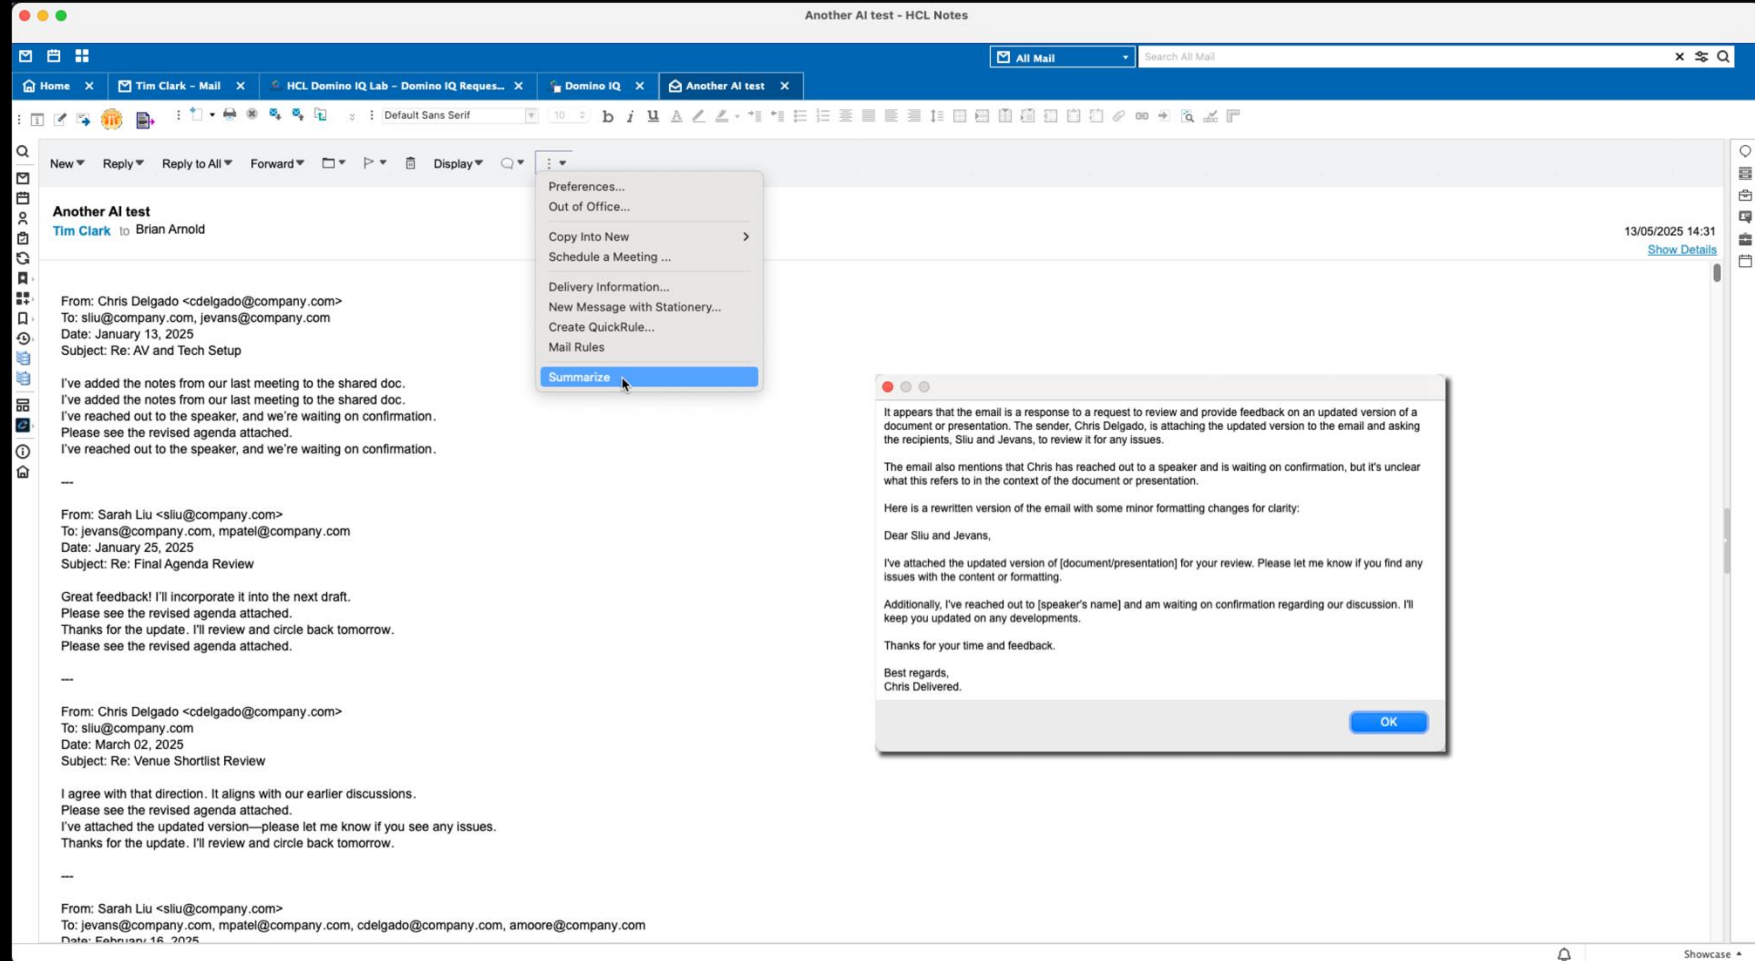 Another AI test - HCL Notes
All Mail
Search All Mail
Home
Tim Clark - Mail
HCL Domino IQ Lab - Domino IQ Reques...
Domino IQ
Another AI test
Default Sans Serif
10
b i u A
New
Reply
Reply to All
Forward
Display
Preferences...
Out of Office...
Copy Into New
Schedule a Meeting ...
Delivery Information...
New Message with Stationery...
Create QuickRule...
Mail Rules
Summarize
Another AI test
Tim Clark to Brian Arnold
13/05/2025 14:31
Show Details
From: Chris Delgado <cdelgado@company.com>
To: sliu@company.com, jevans@company.com
Date: January 13, 2025
Subject: Re: AV and Tech Setup
I've added the notes from our last meeting to the shared doc.
I've added the notes from our last meeting to the shared doc.
I've reached out to the speaker, and we're waiting on confirmation.
Please see the revised agenda attached.
I've reached out to the speaker, and we're waiting on confirmation.
---
From: Sarah Liu <sliu@company.com>
To: jevans@company.com, mpatel@company.com
Date: January 25, 2025
Subject: Re: Final Agenda Review
Great feedback! I'll incorporate it into the next draft.
Please see the revised agenda attached.
Thanks for the update. I'll review and circle back tomorrow.
Please see the revised agenda attached.
---
From: Chris Delgado <cdelgado@company.com>
To: sliu@company.com
Date: March 02, 2025
Subject: Re: Venue Shortlist Review
I agree with that direction. It aligns with our earlier discussions.
Please see the revised agenda attached.
I've attached the updated version—please let me know if you see any issues.
Thanks for the update. I'll review and circle back tomorrow.
---
From: Sarah Liu <sliu@company.com>
To: jevans@company.com, mpatel@company.com, cdelgado@company.com, amoore@company.com
Date: February 16, 2025
It appears that the email is a response to a request to review and provide feedback on an updated version of a
document or presentation. The sender, Chris Delgado, is attaching the updated version to the email and asking
the recipients, Sliu and Jevans, to review it for any issues.
The email also mentions that Chris has reached out to a speaker and is waiting on confirmation, but it's unclear
what this refers to in the context of the document or presentation.
Here is a rewritten version of the email with some minor formatting changes for clarity:
Dear Sliu and Jevans,
I've attached the updated version of [document/presentation] for your review. Please let me know if you find any
issues with the content or formatting.
Additionally, I've reached out to [speaker's name] and am waiting on confirmation regarding our discussion. I'll
keep you updated on any developments.
Thanks for your time and feedback.
Best regards,
Chris Delivered.
OK
Showcase